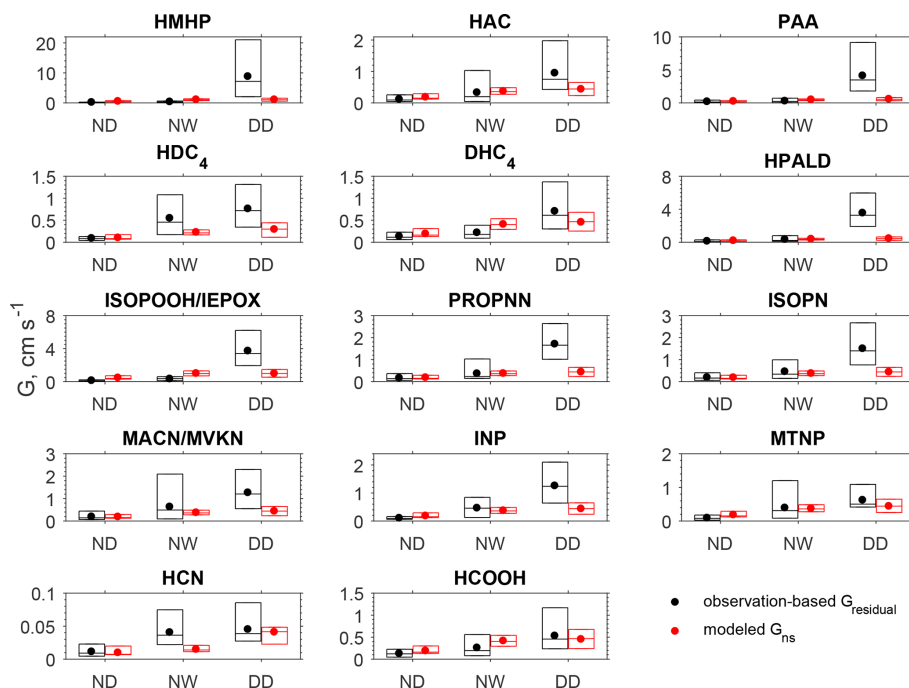 HMHP HAC PAA
20 2 10
10 1 5
0 0 0
ND NW DD ND NW DD ND NW DD
HDC4 DHC4 HPALD
1.5 1.5 8
1 1
0.5 0.5 4
0 0 0
ND NW DD ND NW DD ND NW DD
G, cm s-1
ISOPOOH/IEPOX PROPNN ISOPN
8 3 3
2 2
4
1 1
0 0 0
ND NW DD ND NW DD ND NW DD
MACN/MVKN INP MTNP
3 2
2 2
1 1 1
0 0 0
ND NW DD ND NW DD ND NW DD
HCN HCOOH
0.1 1.5
1
0.05 0.5
0 0
ND NW DD ND NW DD
observation-based Gresidual
modeled Gns